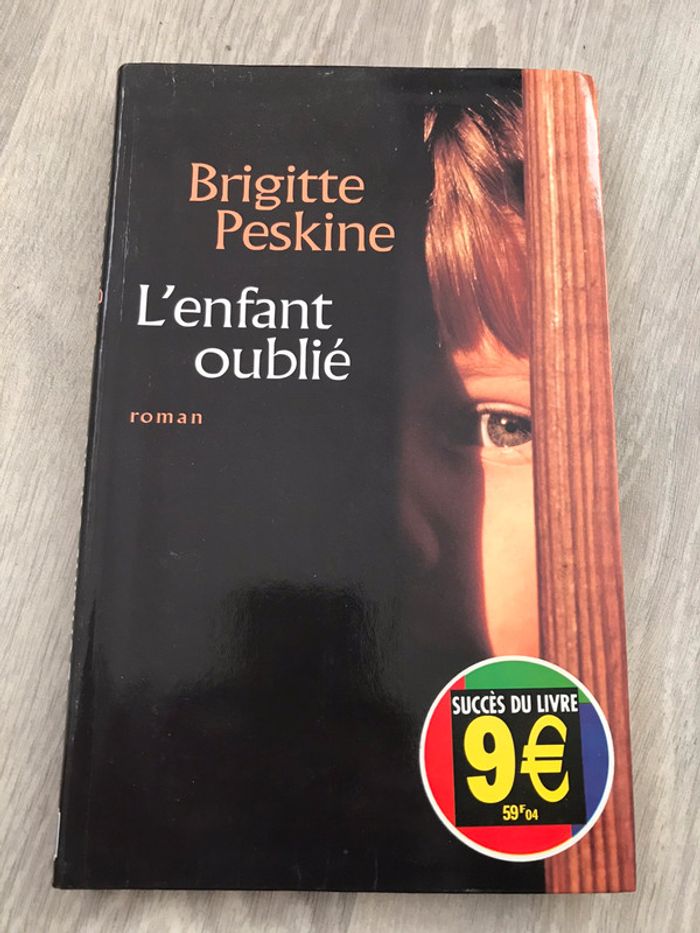 Brigitte
Peskine
L'enfant
oublié
roman
SUCCÈS DU LIVRE
9€
59F04